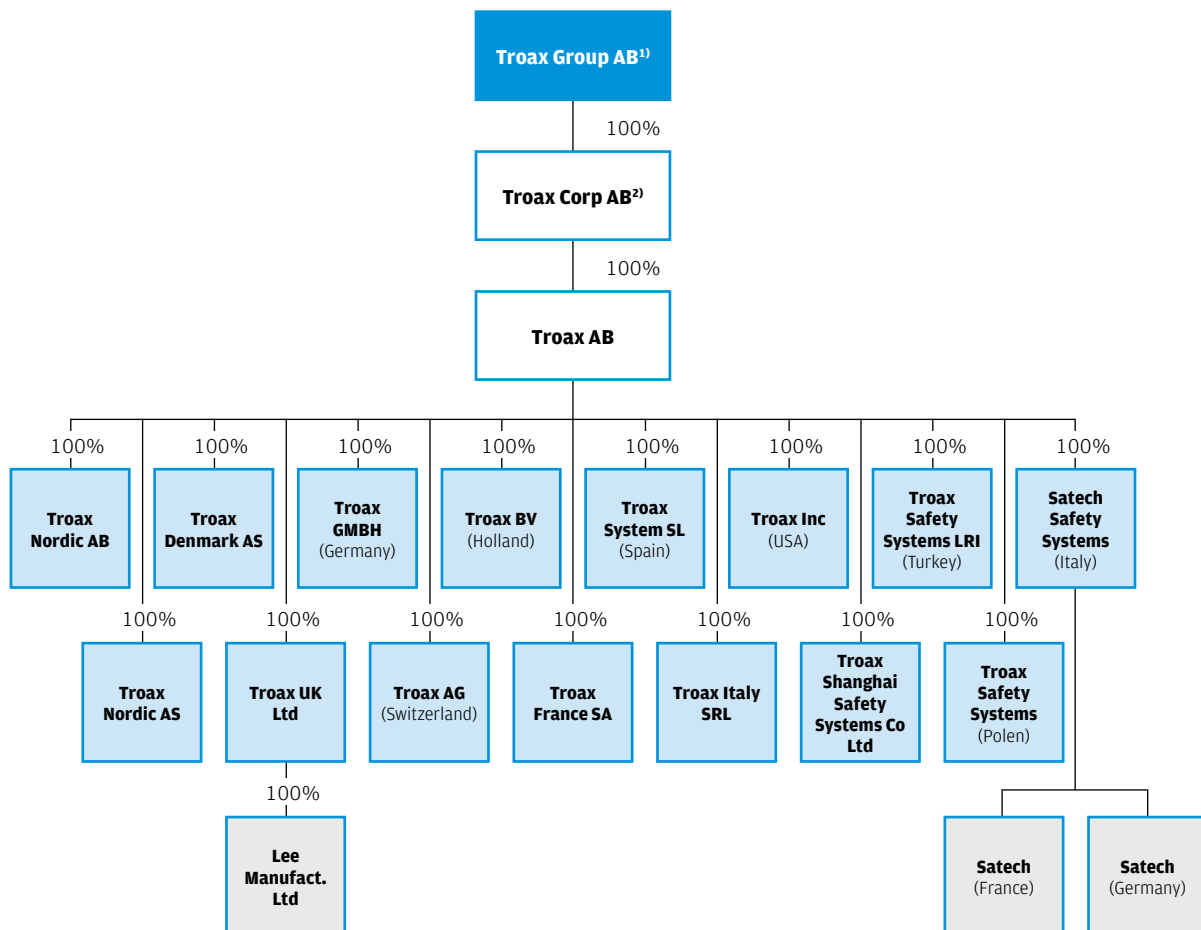 Troax Group AB1)
100%
Troax Corp AB2)
100%
Troax AB
100% 100% 100% 100% 100% 100% 100% 100%
Troax
Nordic AB
Troax
Denmark AS
Troax
GMBH
(Germany)
Troax BV
(Holland)
Troax
System SL
(Spain)
Troax Inc
(USA)
Troax
Safety
Systems LRI
(Turkey)
Satech
Safety
Systems
(Italy)
100% 100% 100% 100% 100% 100% 100%
Troax
Nordic AS
Troax UK
Ltd
Troax AG
(Switzerland)
Troax
France SA
Troax Italy
SRL
Troax
Shanghai
Safety
Systems Co
Ltd
Troax
Safety
Systems
(Polen)
100%
Lee
Manufact.
Ltd
Satech
(France)
Satech
(Germany)